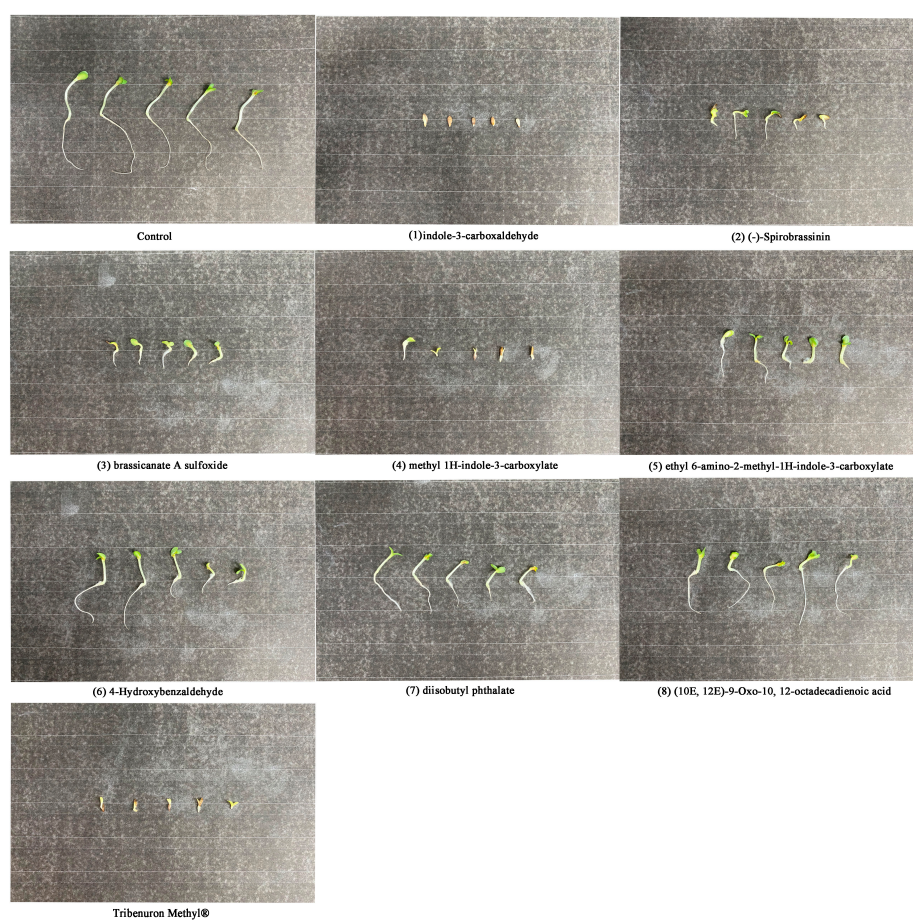 Control
(1)indole-3-carboxaldehyde
(2) (-)-Spirobrassinin
(3) brassicanate A sulfoxide
(4) methyl 1H-indole-3-carboxylate
(5) ethyl 6-amino-2-methyl-1H-indole-3-carboxylate
(6) 4-Hydroxybenzaldehyde
(7) diisobutyl phthalate
(8) (10E, 12E)-9-Oxo-10, 12-octadecadienoic acid
Tribenuron Methyl®